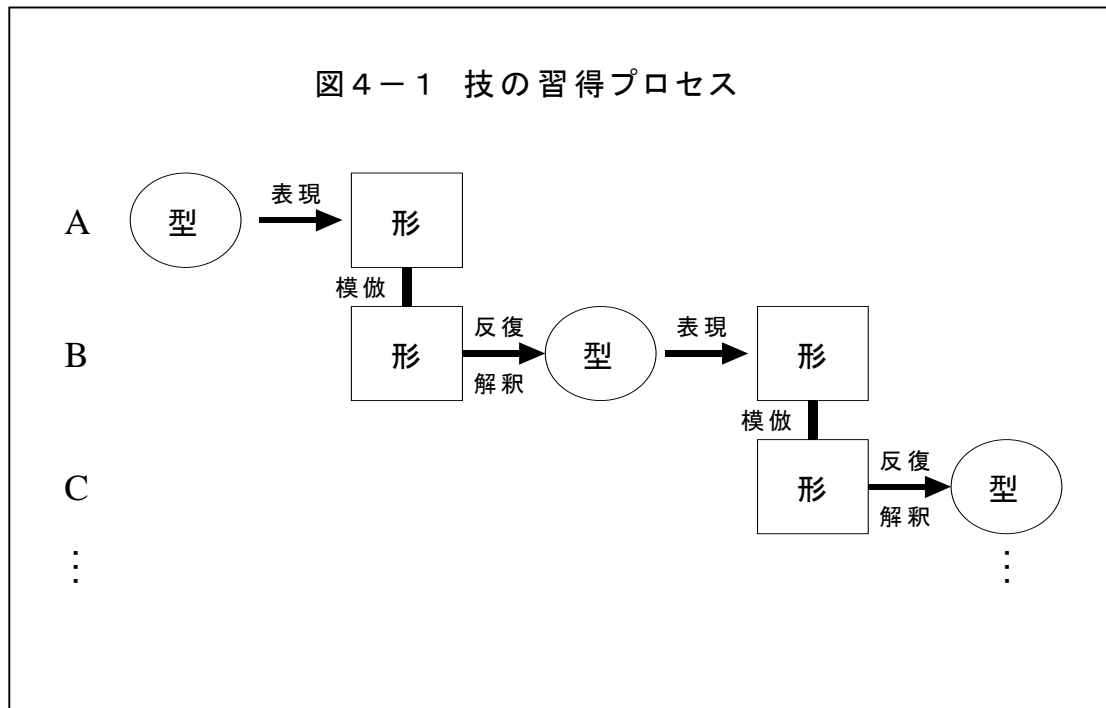 図4-1 技の習得プロセス
A 型 表現 形
模倣
B 形 反復 解釈 型 表現 形
模倣
C 形 反復 解釈 型
⋮ ⋮